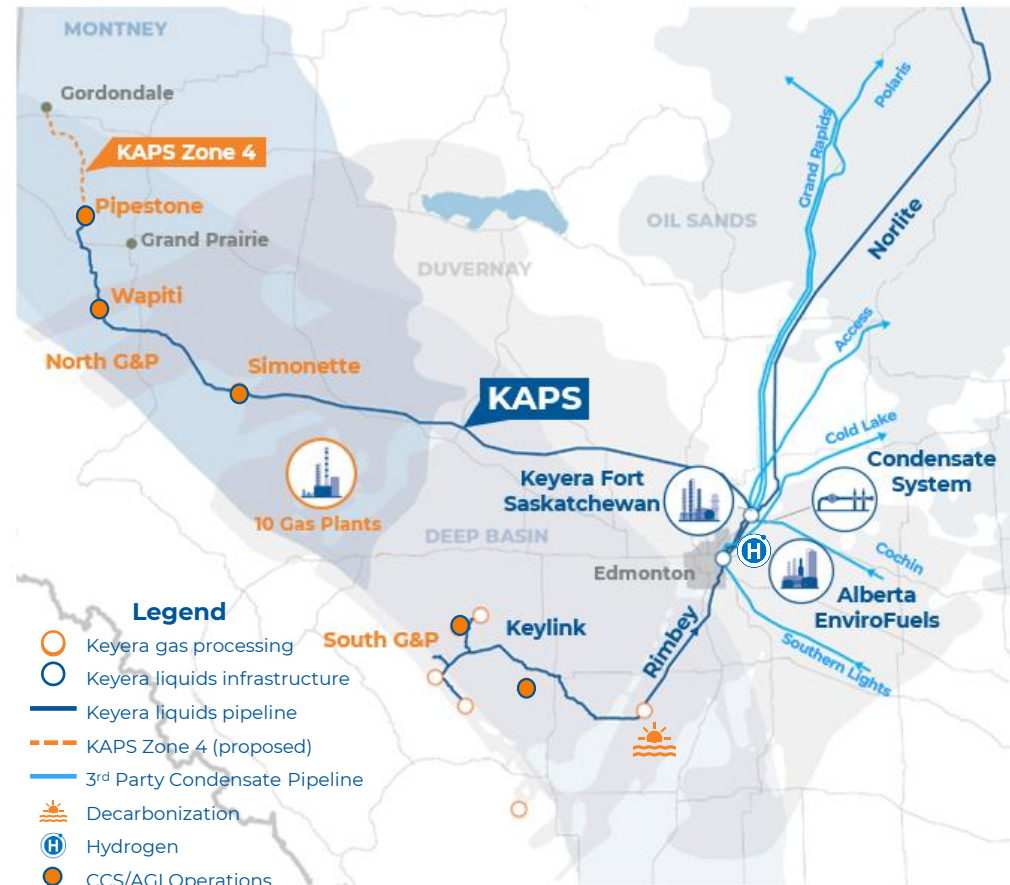 MONTNEY
Gordondale
KAPS Zone 4
Pipestone
Grand Prairie
Wapiti
North G&P
Simonette
DUVERNAY
OIL SANDS
Grand Rapids
Polaris
Norlite
Access
Cold Lake
KAPS
Keyera Fort
Saskatchewan
Condensate
System
10 Gas Plants
DEEP BASIN
Edmonton
H
Cochin
Alberta
EnviroFuels
Southern Lights
South G&P
Keylink
Rimbey
Legend
Keyera gas processing
Keyera liquids infrastructure
Keyera liquids pipeline
KAPS Zone 4 (proposed)
3rd Party Condensate Pipeline
Decarbonization
H Hydrogen
CCS/AGI Operations